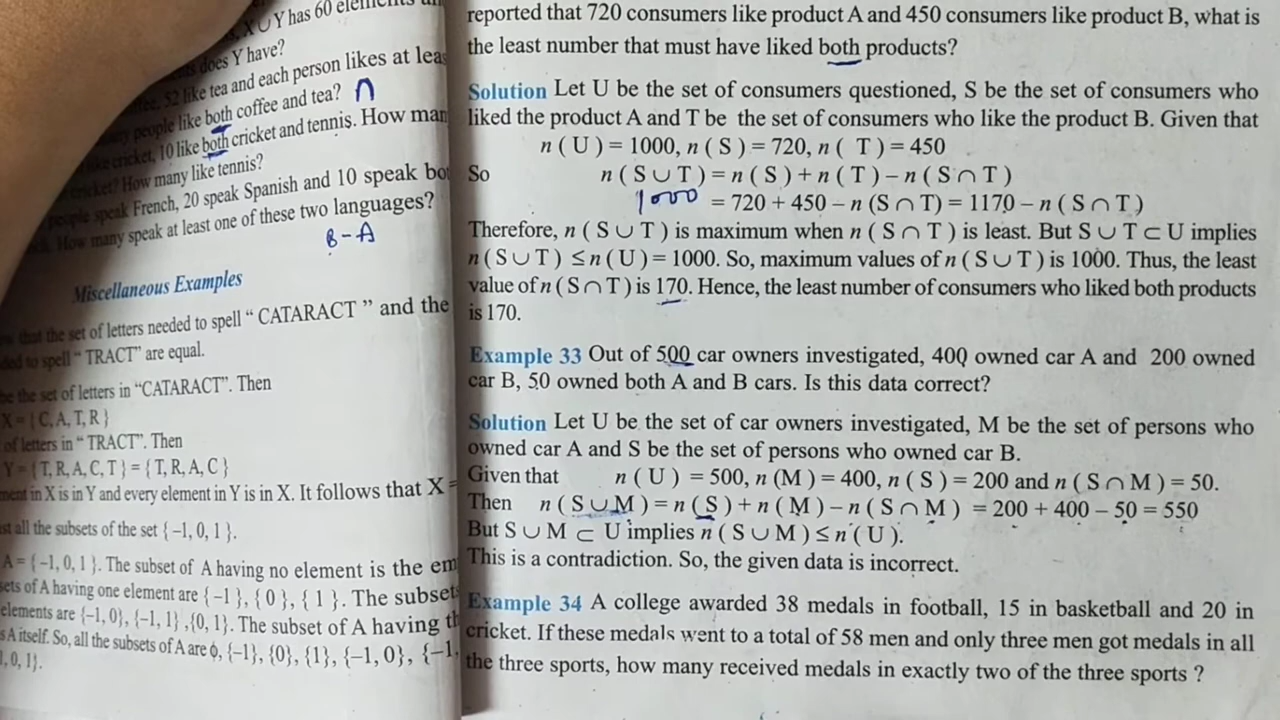 X∪Y has 60 elements
does Y have?
52 like tea and each person likes at leas
people like both coffee and tea? ∩
cricket, 10 like both cricket and tennis. How man
cricket? How many like tennis?
people speak French, 20 speak Spanish and 10 speak bo
How many speak at least one of these two languages?
B-A
Miscellaneous Examples
that the set of letters needed to spell “ CATARACT ” and the
to spell “ TRACT” are equal.
be the set of letters in “CATARACT”. Then
X = { C, A, T, R }
of letters in “ TRACT”. Then
Y = { T, R, A, C, T } = { T, R, A, C }
in X is in Y and every element in Y is in X. It follows that X =
all the subsets of the set { –1, 0, 1 }.
A = { –1, 0, 1 }. The subset of A having no element is the em
sets of A having one element are { –1 }, { 0 }, { 1 }. The subset
elements are {–1, 0}, {–1, 1} ,{0, 1}. The subset of A having th
A itself. So, all the subsets of A are ϕ, {–1}, {0}, {1}, {–1, 0}, {–1,
1, 0, 1}.
reported that 720 consumers like product A and 450 consumers like product B, what is
the least number that must have liked both products?
Solution Let U be the set of consumers questioned, S be the set of consumers who
liked the product A and T be the set of consumers who like the product B. Given that
n ( U ) = 1000, n ( S ) = 720, n ( T ) = 450
So n ( S ∪ T ) = n ( S ) + n ( T ) – n ( S ∩ T )
1000 = 720 + 450 – n (S ∩ T) = 1170 – n ( S ∩ T )
Therefore, n ( S ∪ T ) is maximum when n ( S ∩ T ) is least. But S ∪ T ⊂ U implies
n ( S ∪ T ) ≤ n ( U ) = 1000. So, maximum values of n ( S ∪ T ) is 1000. Thus, the least
value of n ( S ∩ T ) is 170. Hence, the least number of consumers who liked both products
is 170.
Example 33 Out of 500 car owners investigated, 400 owned car A and 200 owned
car B, 50 owned both A and B cars. Is this data correct?
Solution Let U be the set of car owners investigated, M be the set of persons who
owned car A and S be the set of persons who owned car B.
Given that n ( U ) = 500, n (M ) = 400, n ( S ) = 200 and n ( S ∩ M ) = 50.
Then n ( S ∪ M ) = n ( S ) + n ( M ) – n ( S ∩ M ) = 200 + 400 – 50 = 550
But S ∪ M ⊂ U implies n ( S ∪ M ) ≤ n ( U ).
This is a contradiction. So, the given data is incorrect.
Example 34 A college awarded 38 medals in football, 15 in basketball and 20 in
cricket. If these medals went to a total of 58 men and only three men got medals in all
the three sports, how many received medals in exactly two of the three sports ?